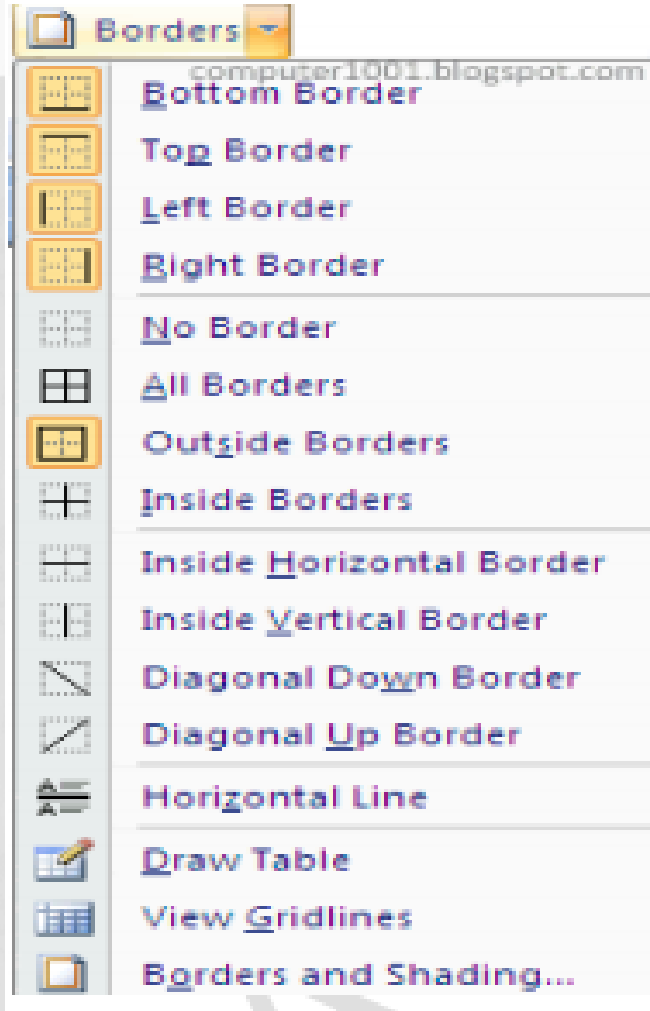 Borders
computer1001.blogspot.com
Bottom Border
Top Border
Left Border
Right Border
No Border
All Borders
Outside Borders
Inside Borders
Inside Horizontal Border
Inside Vertical Border
Diagonal Down Border
Diagonal Up Border
Horizontal Line
Draw Table
View Gridlines
Borders and Shading...